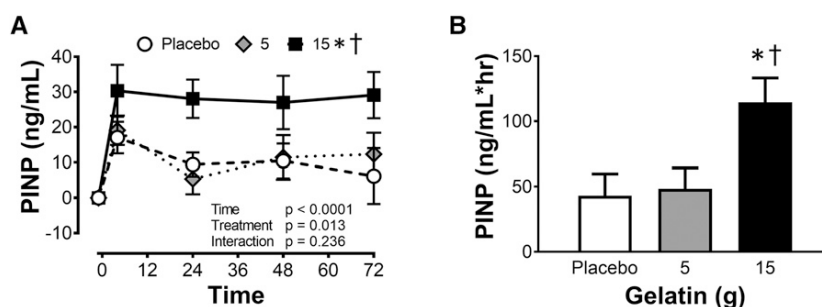 A
Placebo 5 15 *†
PINP (ng/mL)
40
30
20
10
0
-10
Time p < 0.0001
Treatment p = 0.013
Interaction p = 0.236
0 12 24 36 48 60 72
Time
B
PINP (ng/mL*hr)
150
100
50
0
*†
Placebo 5 15
Gelatin (g)